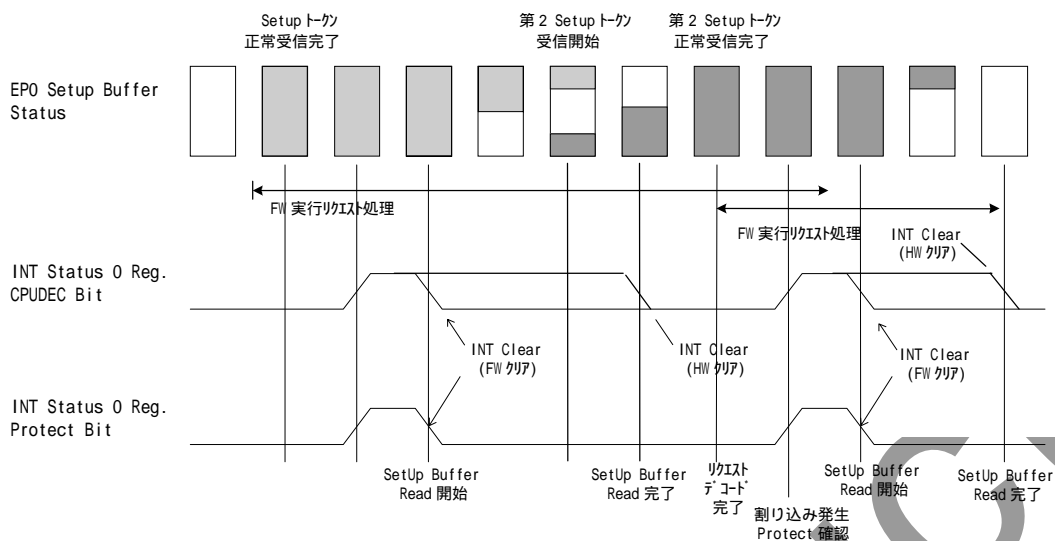 Setup トークン
正常受信完了
第 2 Setup トークン
受信開始
第 2 Setup トークン
正常受信完了
EP0 Setup Buffer
Status
FW 実行リクエスト処理
FW 実行リクエスト処理
INT Clear
(HW クリア)
INT Status 0 Reg.
CPUDEC Bit
INT Clear
(FW クリア)
INT Clear
(HW クリア)
INT Clear
(FW クリア)
INT Status 0 Reg.
Protect Bit
SetUp Buffer
Read 開始
SetUp Buffer
Read 完了
リクエスト
デコード
完了
割り込み発生
Protect 確認
SetUp Buffer
Read 開始
SetUp Buffer
Read 完了